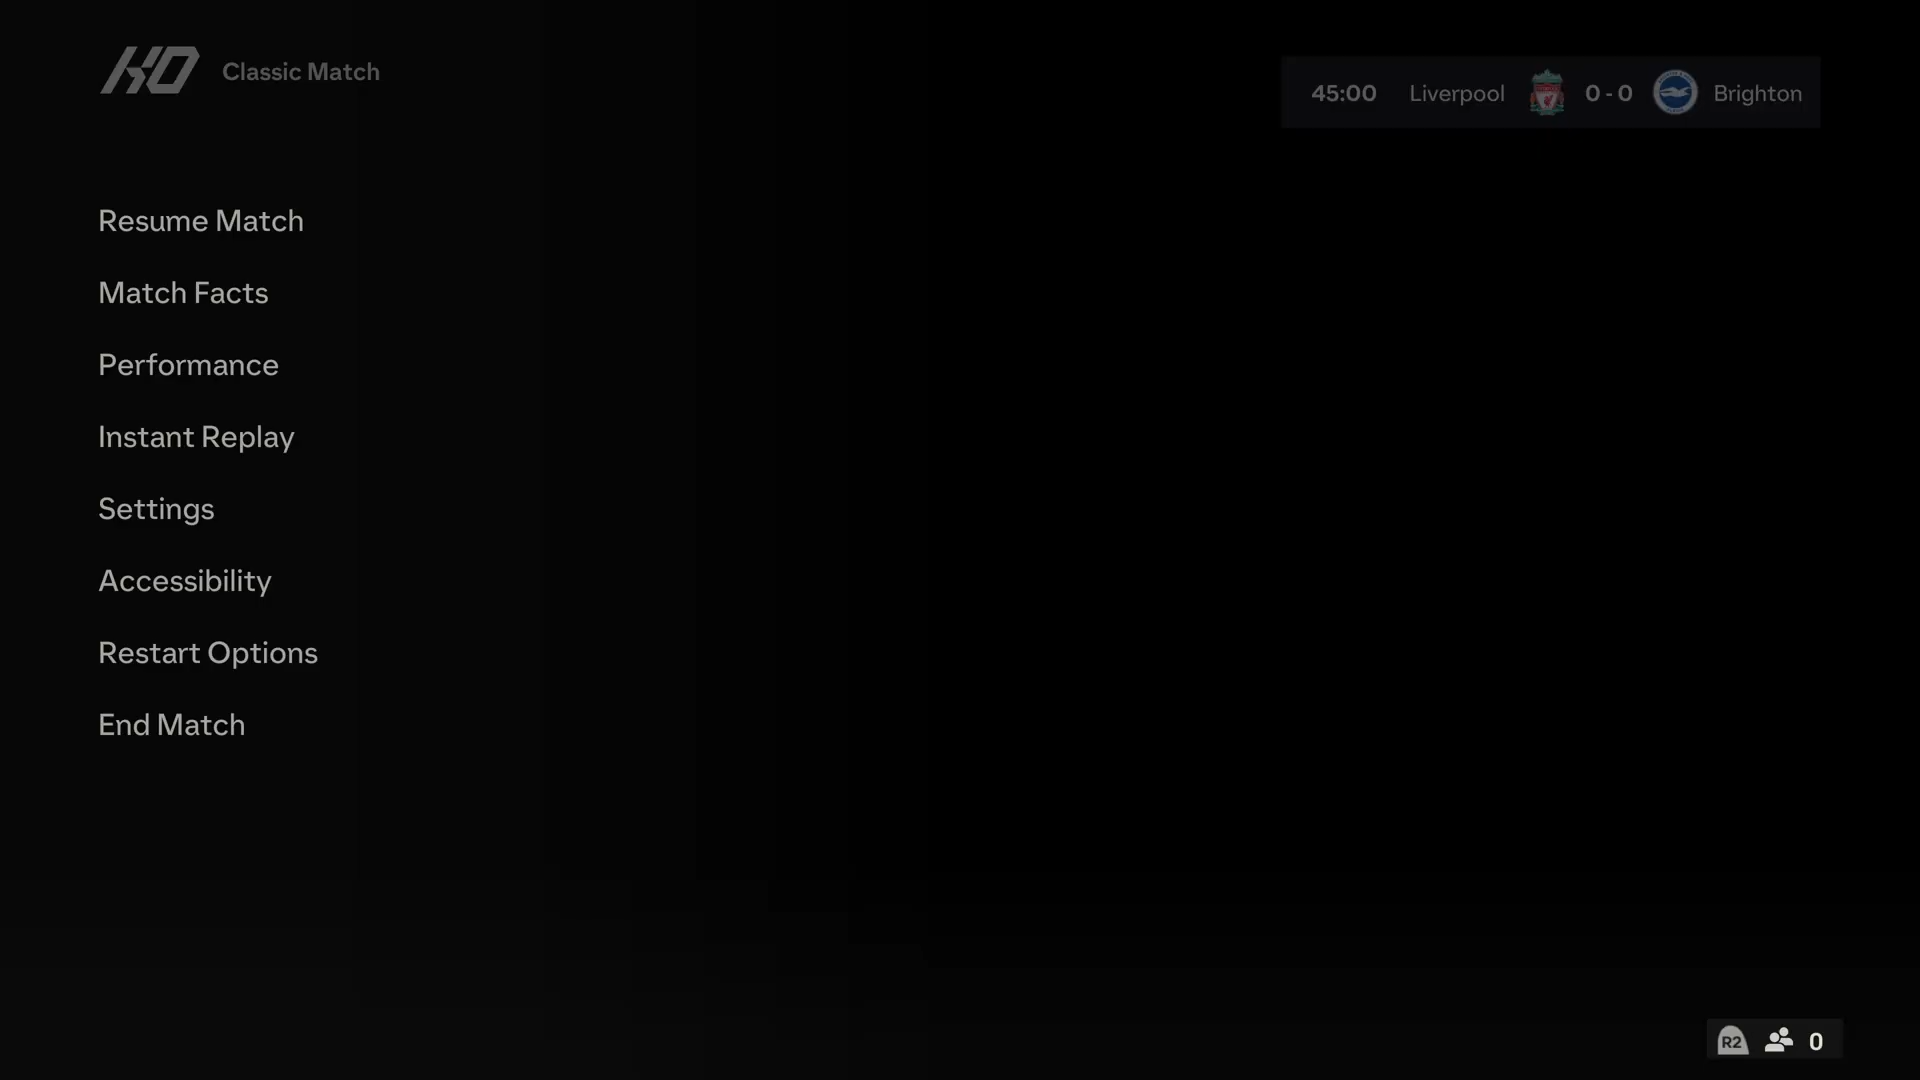 KO Classic Match
45:00 Liverpool 0 - 0 Brighton
Resume Match
Match Facts
Performance
Instant Replay
Settings
Accessibility
Restart Options
End Match
R2 0